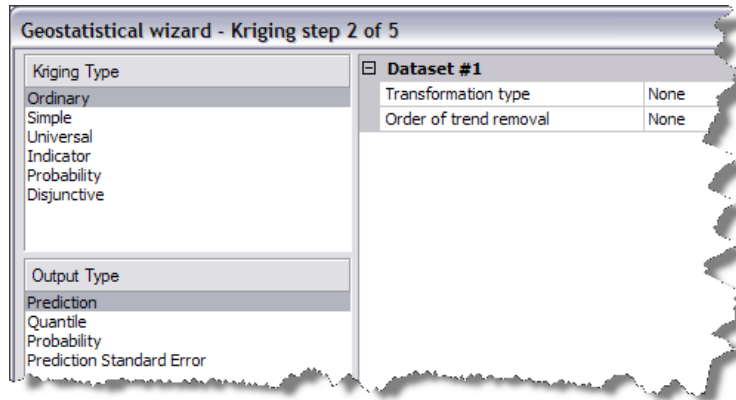 Geostatistical wizard - Kriging step 2 of 5
Kriging Type
Ordinary
Simple
Universal
Indicator
Probability
Disjunctive
Output Type
Prediction
Quantile
Probability
Prediction Standard Error
Dataset #1
Transformation type None
Order of trend removal None